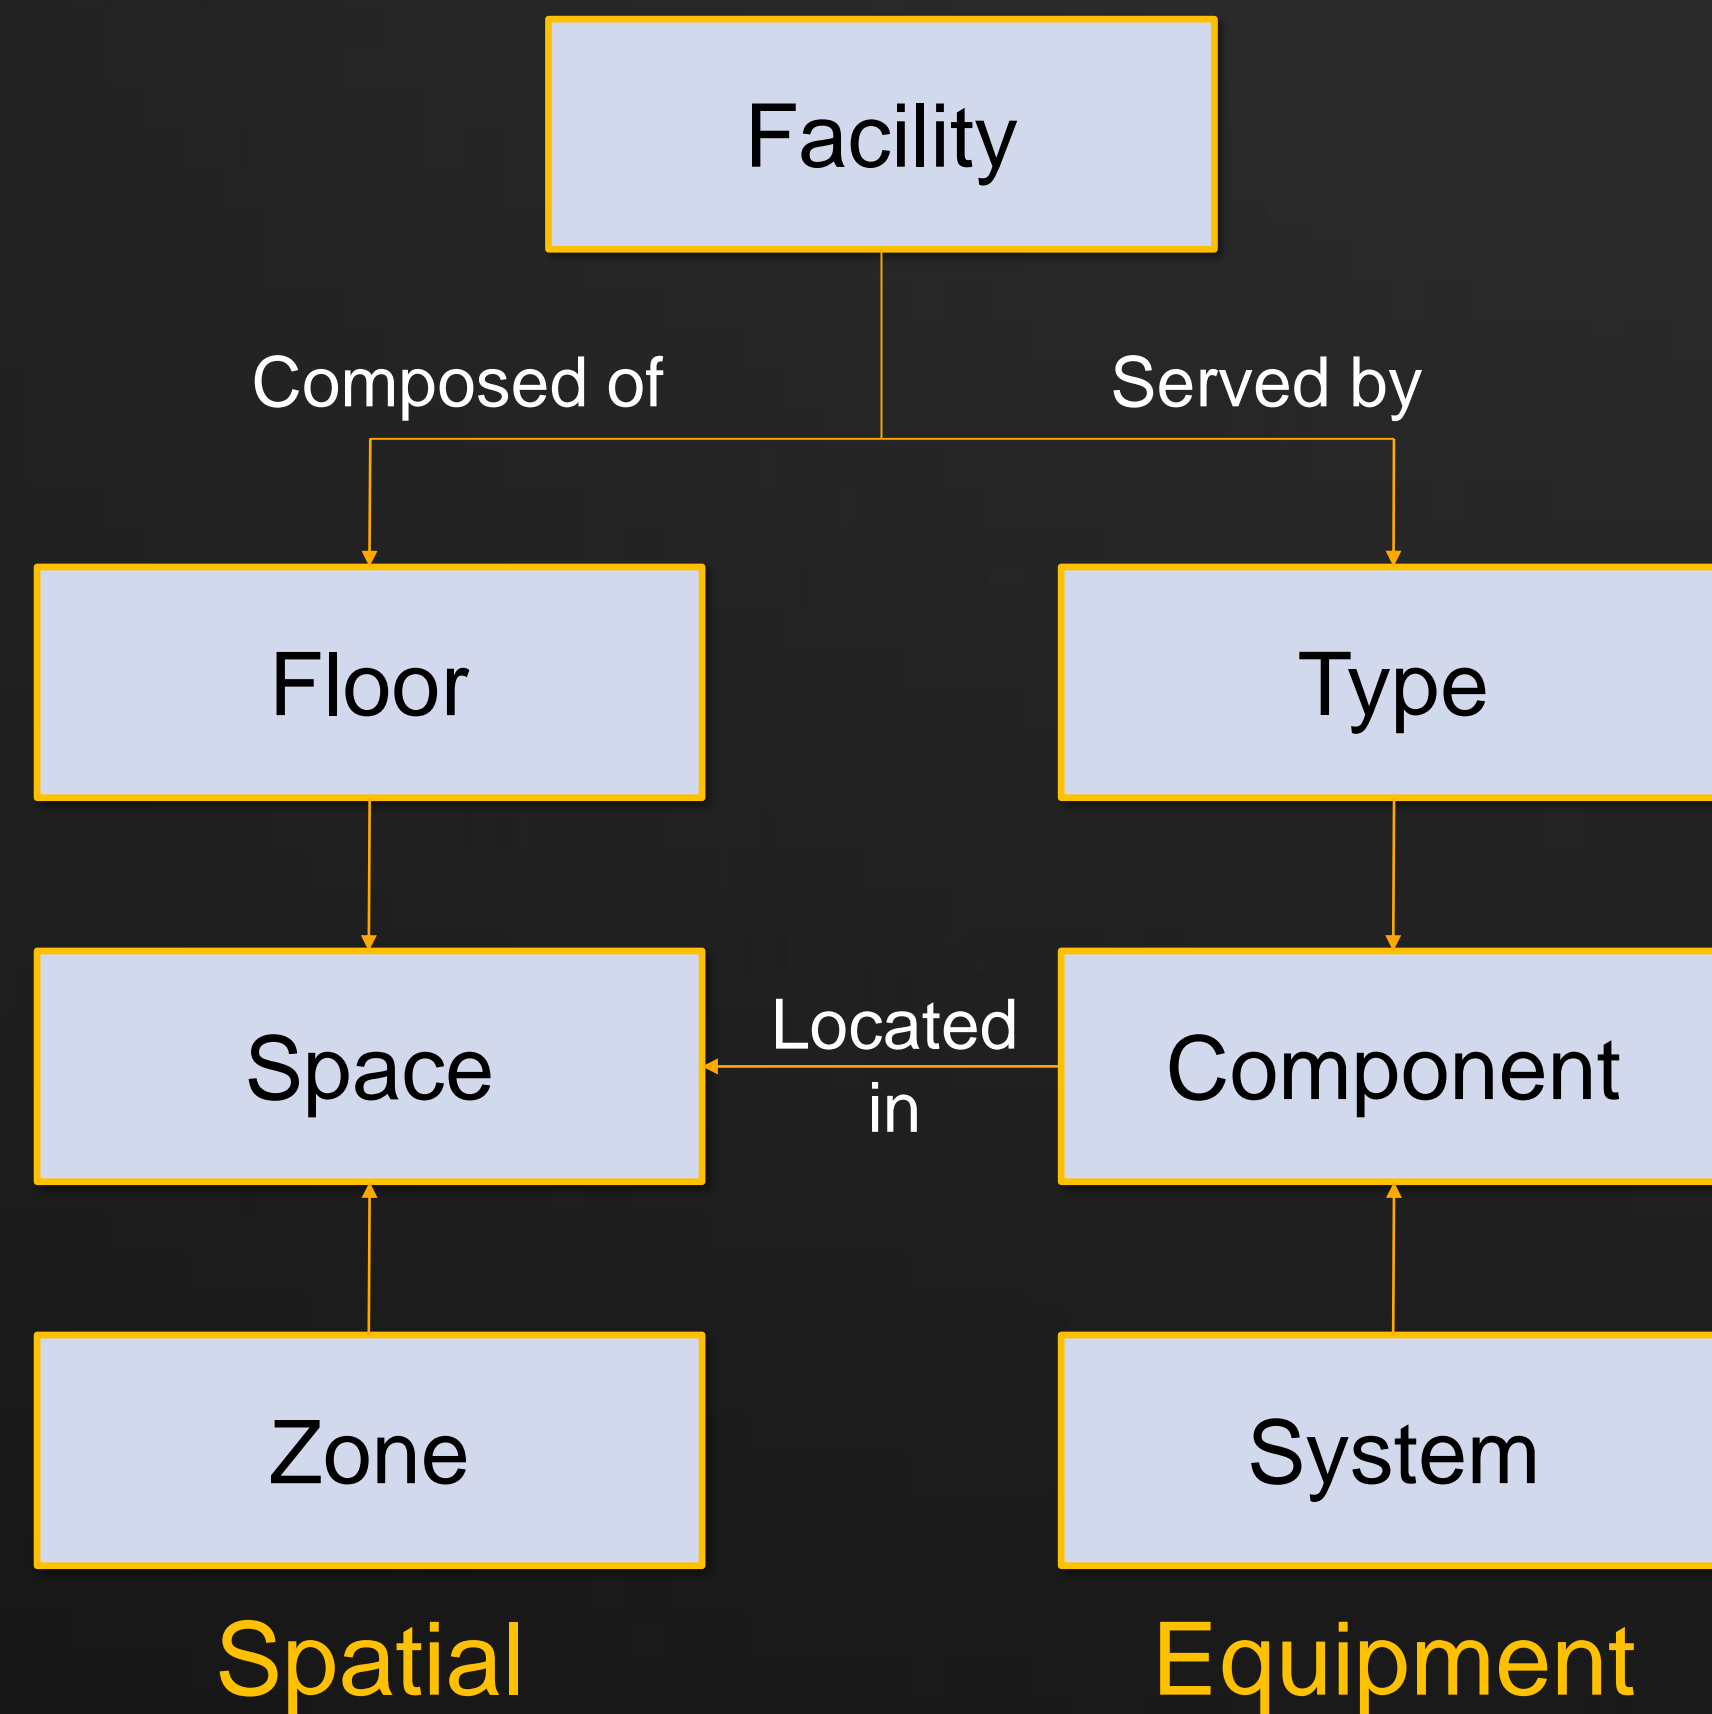 Facility
Composed of
Served by
Floor
Type
Space
Located
in
Component
Zone
System
Spatial
Equipment